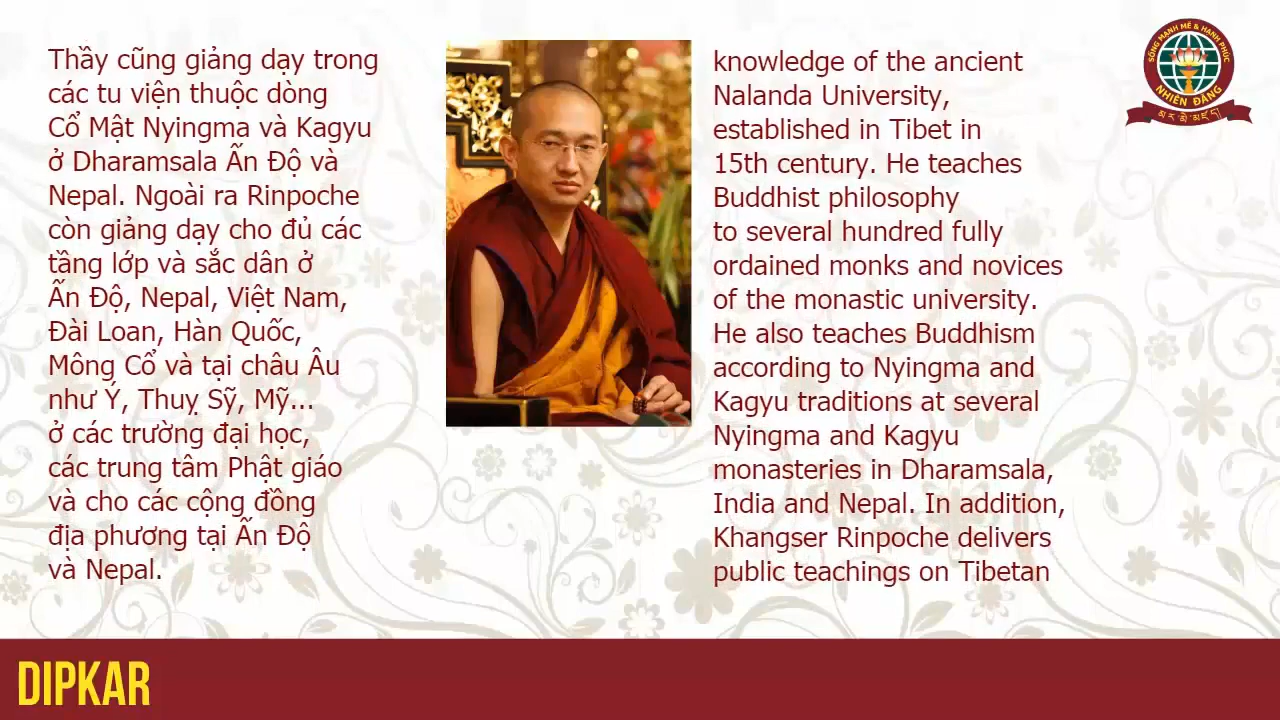 Thầy cũng giảng dạy trong
các tu viện thuộc dòng
Cổ Mật Nyingma và Kagyu
ở Dharamsala Ấn Độ và
Nepal. Ngoài ra Rinpoche
còn giảng dạy cho đủ các
tầng lớp và sắc dân ở
Ấn Độ, Nepal, Việt Nam,
Đài Loan, Hàn Quốc,
Mông Cổ và tại châu Âu
như Ý, Thuỵ Sỹ, Mỹ...
ở các trường đại học,
các trung tâm Phật giáo
và cho các cộng đồng
địa phương tại Ấn Độ
và Nepal.
knowledge of the ancient
Nalanda University,
established in Tibet in
15th century. He teaches
Buddhist philosophy
to several hundred fully
ordained monks and novices
of the monastic university.
He also teaches Buddhism
according to Nyingma and
Kagyu traditions at several
Nyingma and Kagyu
monasteries in Dharamsala,
India and Nepal. In addition,
Khangser Rinpoche delivers
public teachings on Tibetan
SỐNG MẠNH MẼ & HẠNH PHÚC
NHIÊN ĐĂNG
DIPKAR